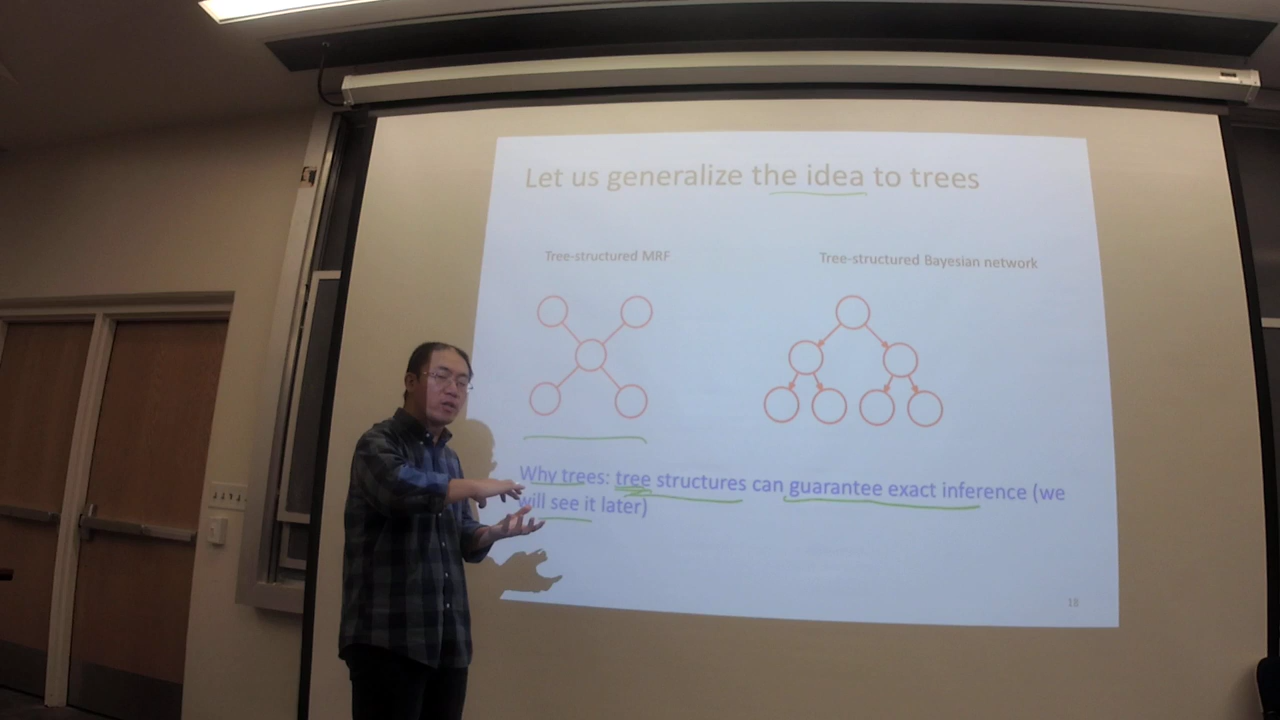 Let us generalize the idea to trees
Tree-structured MRF
Tree-structured Bayesian network
Why trees: tree structures can guarantee exact inference (we
will see it later)
18